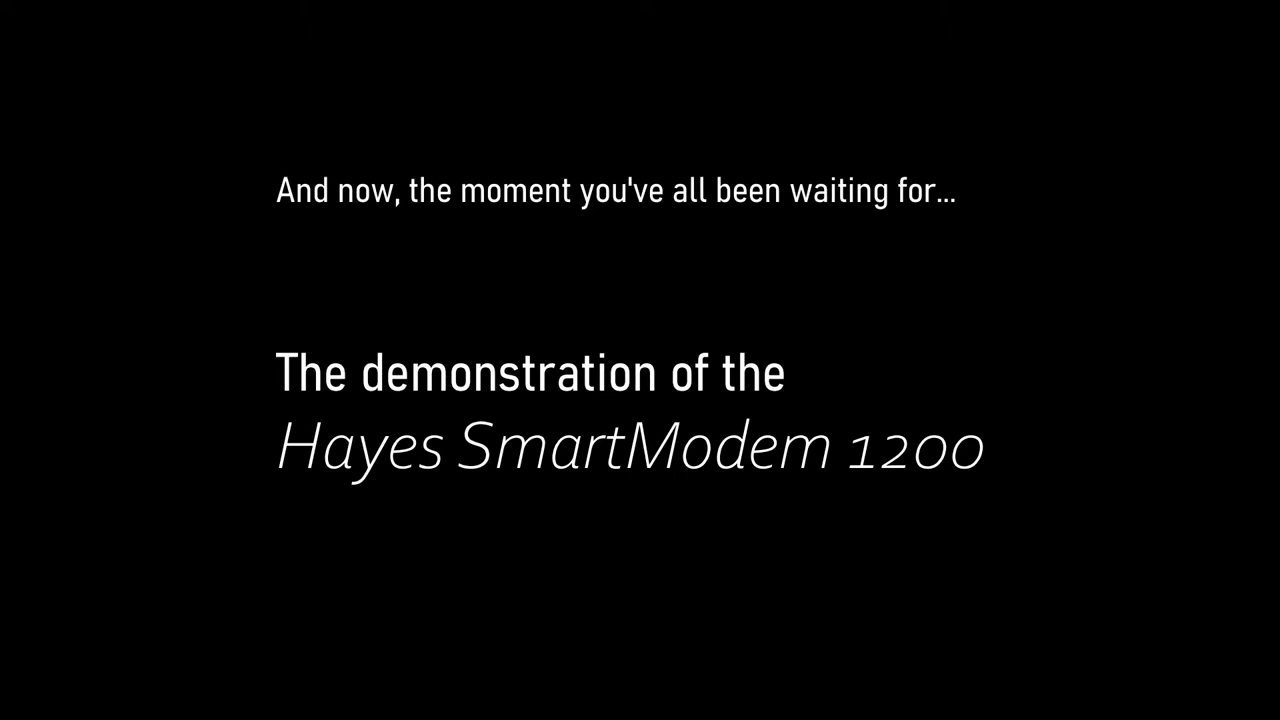 And now, the moment you've all been waiting for...
The demonstration of the
Hayes SmartModem 1200